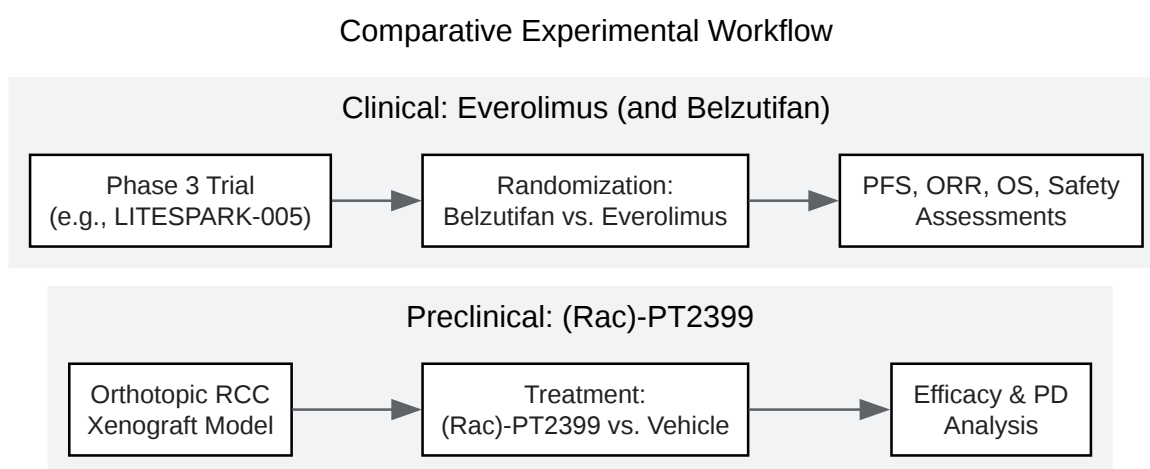 Comparative Experimental Workflow
Clinical: Everolimus (and Belzutifan)
Phase 3 Trial
(e.g., LITESPARK-005)
Randomization:
Belzutifan vs. Everolimus
PFS, ORR, OS, Safety
Assessments
Preclinical: (Rac)-PT2399
Orthotopic RCC
Xenograft Model
Treatment:
(Rac)-PT2399 vs. Vehicle
Efficacy & PD
Analysis